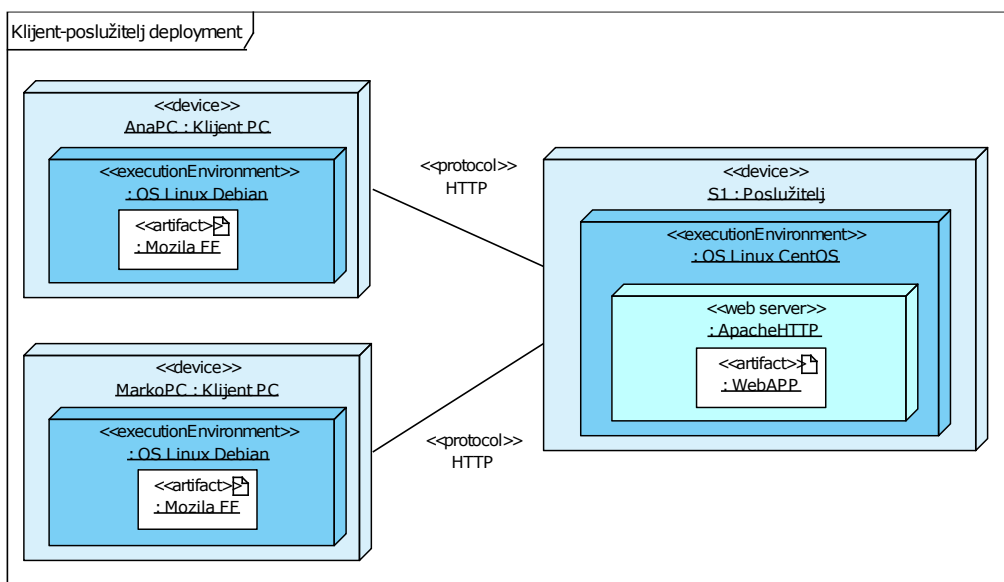 Klijent-poslužitelj deployment
<<device>>
AnaPC : Klijent PC
<<executionEnvironment>>
: OS Linux Debian
<<artifact>>
: Mozila FF
<<protocol>>
HTTP
<<device>>
S1 : Poslužitelj
<<executionEnvironment>>
: OS Linux CentOS
<<web server>>
: ApacheHTTP
<<artifact>>
: WebAPP
<<device>>
MarkoPC : Klijent PC
<<executionEnvironment>>
: OS Linux Debian
<<artifact>>
: Mozila FF
<<protocol>>
HTTP